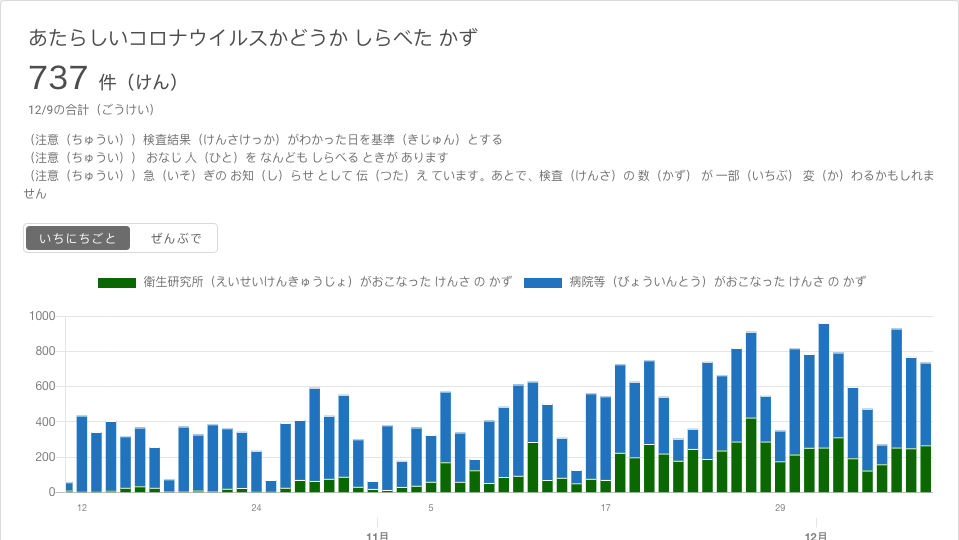 あたらしいコロナウイルスかどうか しらべた かず
737 件（けん）
12/9の合計（ごうけい）
（注意（ちゅうい））検査結果（けんさけっか）がわかった日を基準（きじゅん）とする
（注意（ちゅうい）） おなじ 人（ひと）を なんども しらべる ときが あります
（注意（ちゅうい））急（いそ）ぎの お知（し）らせ として 伝（つた）え ています。あとで、検査（けんさ）の 数（かず） が 一部（いちぶ） 変（か）わるかもしれま
せん
いちにちごと ぜんぶで
衛生研究所（えいせいけんきゅうじょ）がおこなった けんさ の かず 病院等（びょういんとう）がおこなった けんさ の かず
1000
800
600
400
200
0
12 24 5 17 29
11月 12月